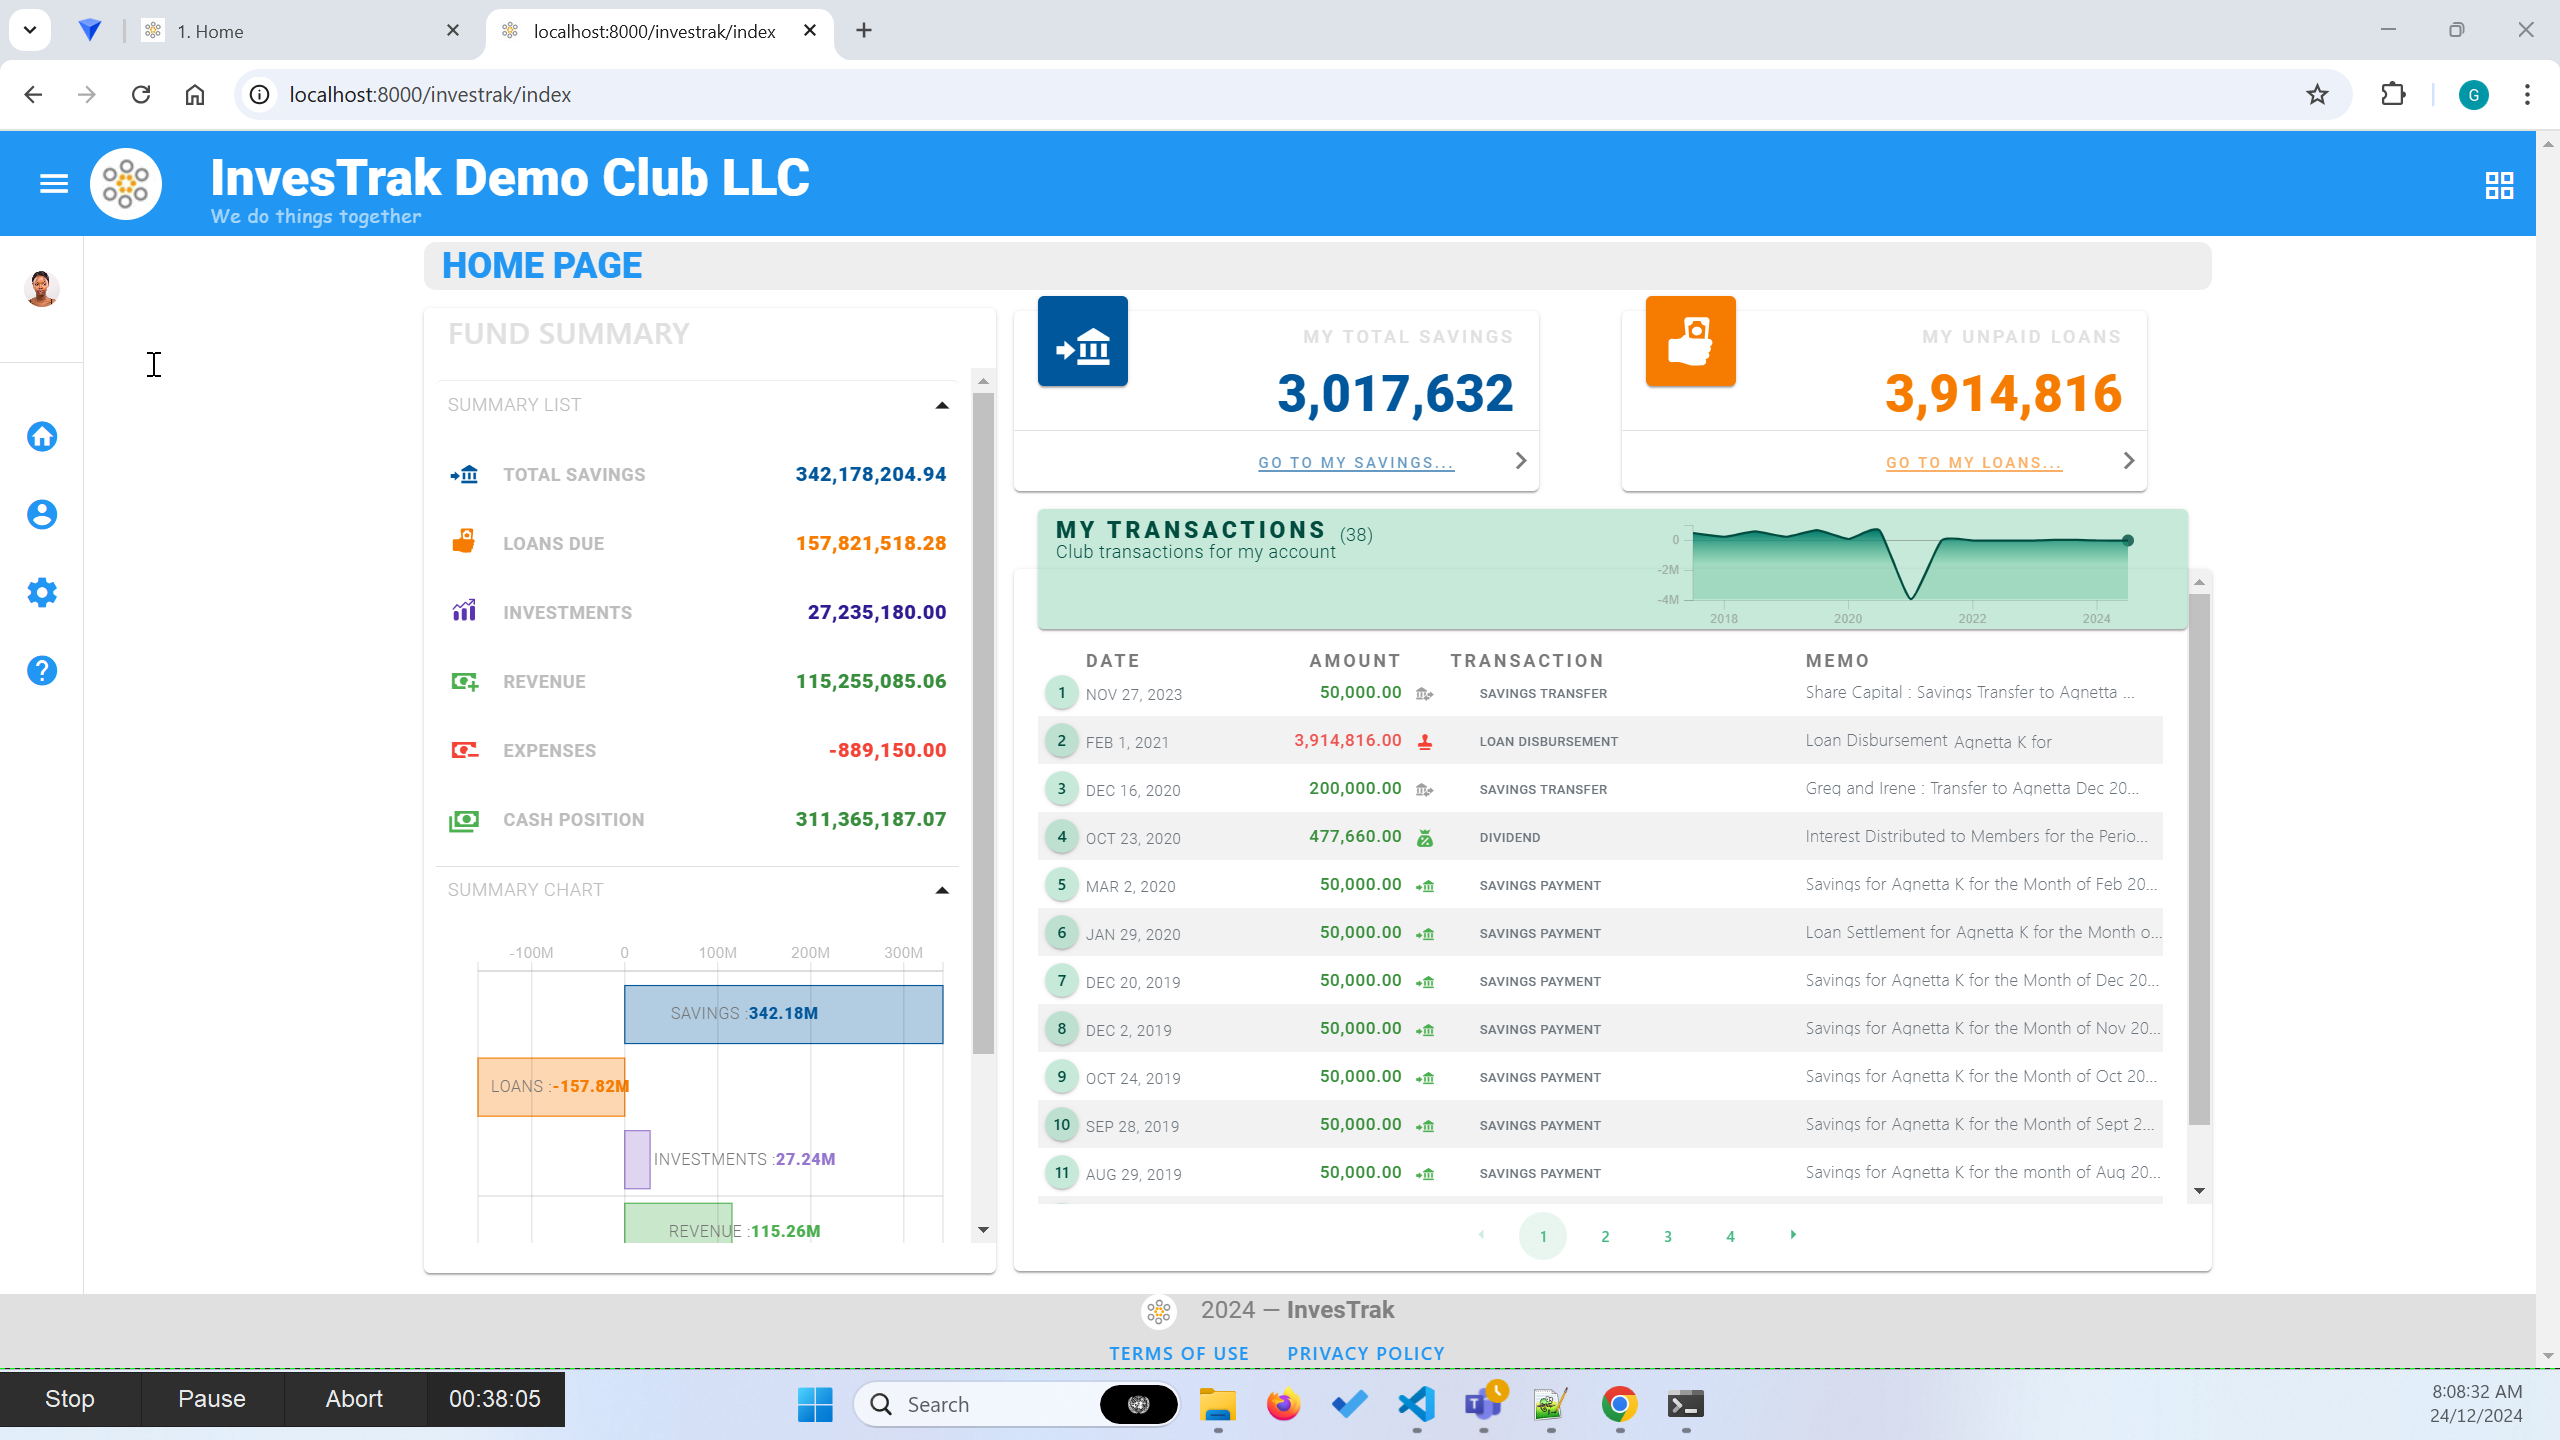 1. Home
localhost:8000/investrak/index
localhost:8000/investrak/index
G
InvesTrak Demo Club LLC
We do things together
HOME PAGE
FUND SUMMARY
SUMMARY LIST
TOTAL SAVINGS 342,178,204.94
LOANS DUE 157,821,518.28
INVESTMENTS 27,235,180.00
REVENUE 115,255,085.06
EXPENSES -889,150.00
CASH POSITION 311,365,187.07
SUMMARY CHART
-100M 0 100M 200M 300M
SAVINGS :342.18M
LOANS :-157.82M
INVESTMENTS :27.24M
REVENUE :115.26M
MY TOTAL SAVINGS
3,017,632
GO TO MY SAVINGS...
MY UNPAID LOANS
3,914,816
GO TO MY LOANS...
MY TRANSACTIONS (38)
Club transactions for my account
0
-2M
-4M
2018 2020 2022 2024
DATE AMOUNT TRANSACTION MEMO
1 NOV 27, 2023 50,000.00 SAVINGS TRANSFER Share Capital : Savings Transfer to Agnetta ...
2 FEB 1, 2021 3,914,816.00 LOAN DISBURSEMENT Loan Disbursement Agnetta K for
3 DEC 16, 2020 200,000.00 SAVINGS TRANSFER Greg and Irene : Transfer to Agnetta Dec 20...
4 OCT 23, 2020 477,660.00 DIVIDEND Interest Distributed to Members for the Perio...
5 MAR 2, 2020 50,000.00 SAVINGS PAYMENT Savings for Agnetta K for the Month of Feb 20...
6 JAN 29, 2020 50,000.00 SAVINGS PAYMENT Loan Settlement for Agnetta K for the Month o...
7 DEC 20, 2019 50,000.00 SAVINGS PAYMENT Savings for Agnetta K for the Month of Dec 20...
8 DEC 2, 2019 50,000.00 SAVINGS PAYMENT Savings for Agnetta K for the Month of Nov 20...
9 OCT 24, 2019 50,000.00 SAVINGS PAYMENT Savings for Agnetta K for the Month of Oct 20...
10 SEP 28, 2019 50,000.00 SAVINGS PAYMENT Savings for Agnetta K for the Month of Sept 2...
11 AUG 29, 2019 50,000.00 SAVINGS PAYMENT Savings for Agnetta K for the month of Aug 20...
1 2 3 4
2024 — InvesTrak
TERMS OF USE PRIVACY POLICY
Stop Pause Abort 00:38:05
Search
8:08:32 AM
24/12/2024